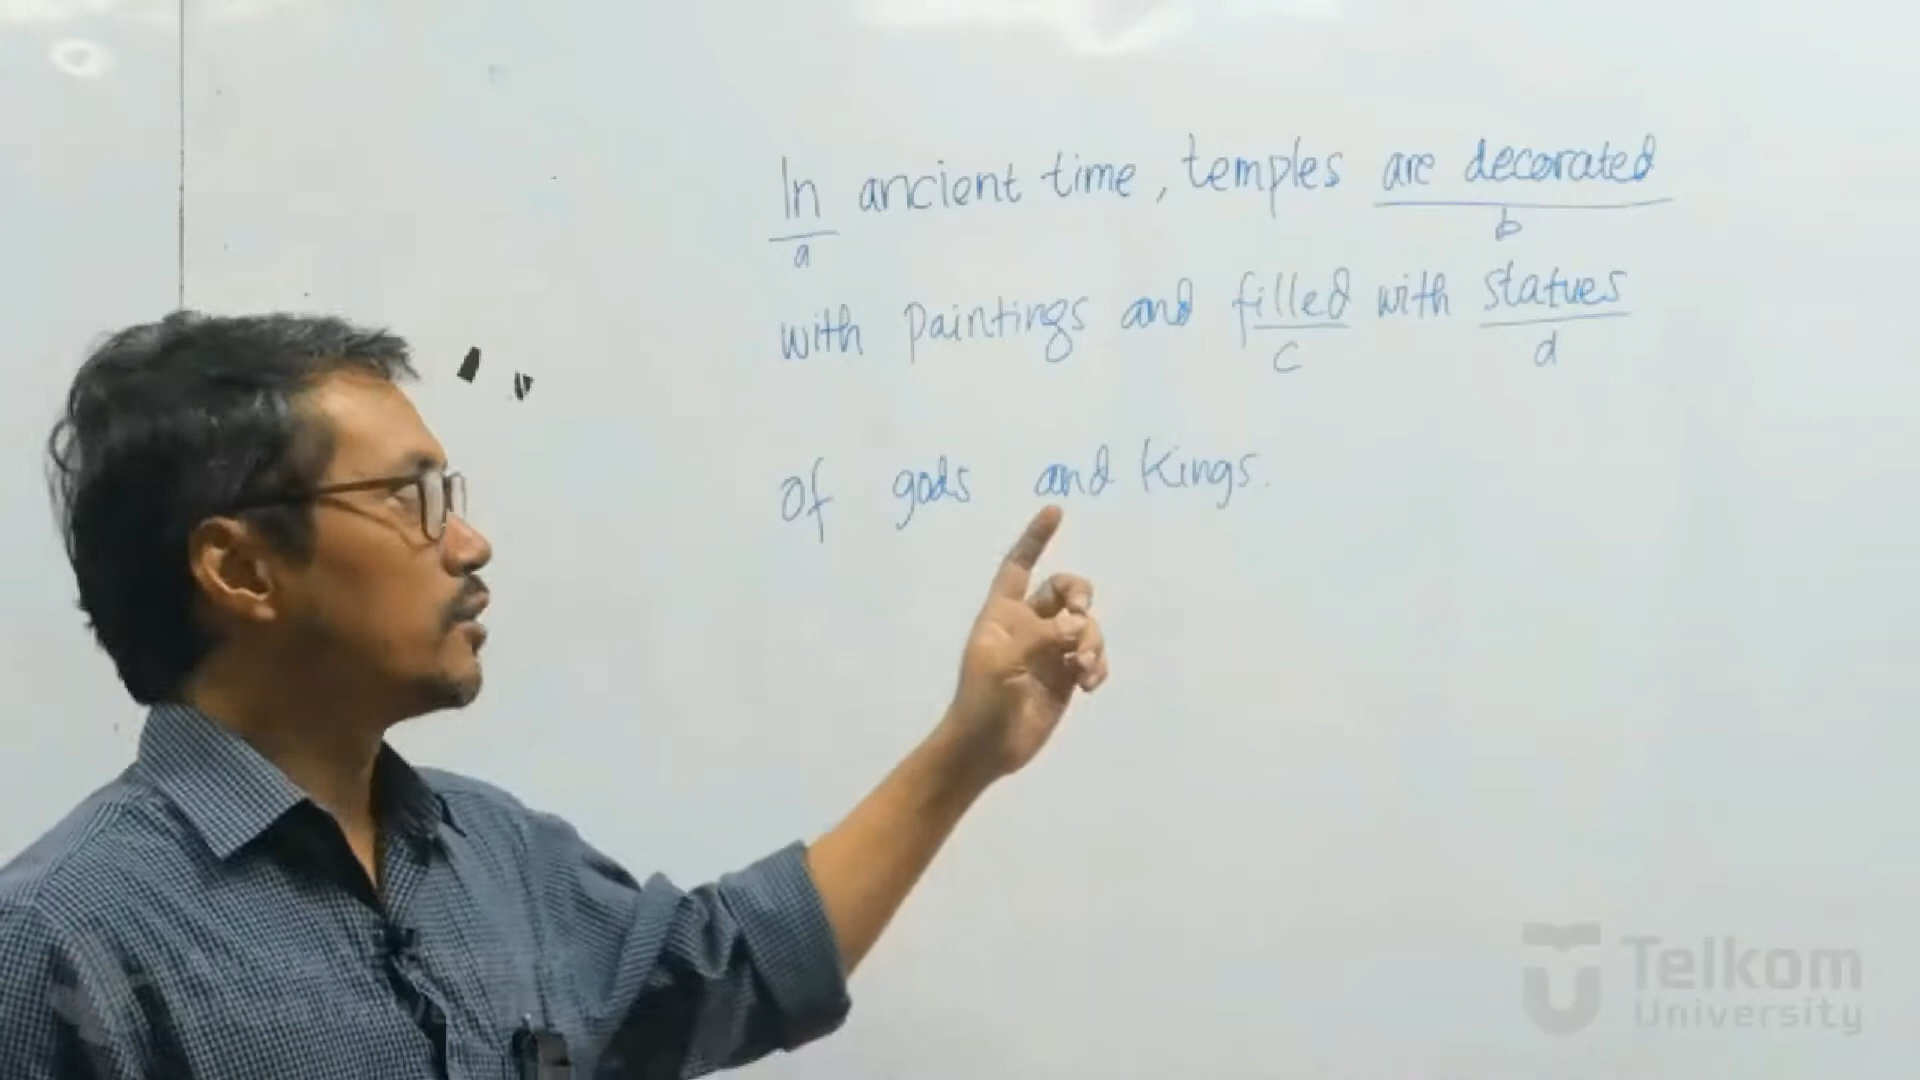 In ancient time, temples are decorated
a b
with paintings and filled with statues
c d
of gods and kings.
Telkom
University